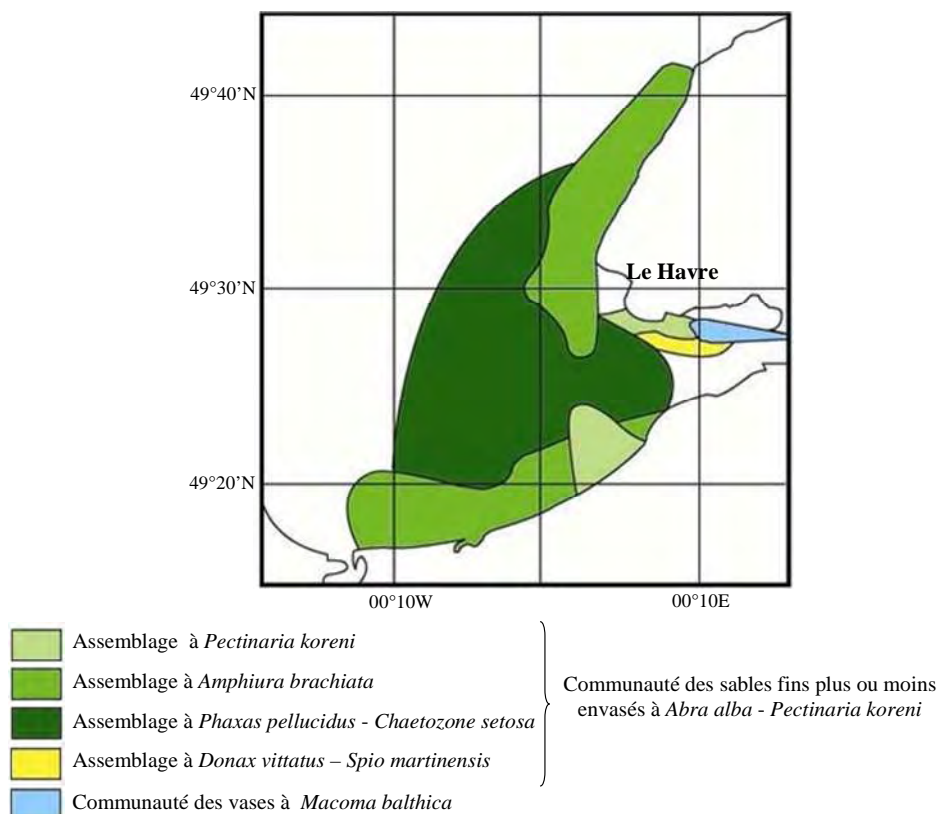 49°40'N
Le Havre
49°30'N
49°20'N
00°10W
00°10E
Assemblage à Pectinaria koreni
Assemblage à Amphiura brachiata
Assemblage à Phaxas pellucidus - Chaetozone setosa
Assemblage à Donax vittatus – Spio martinensis
Communauté des vases à Macoma balthica
Communauté des sables fins plus ou moins
envasés à Abra alba - Pectinaria koreni